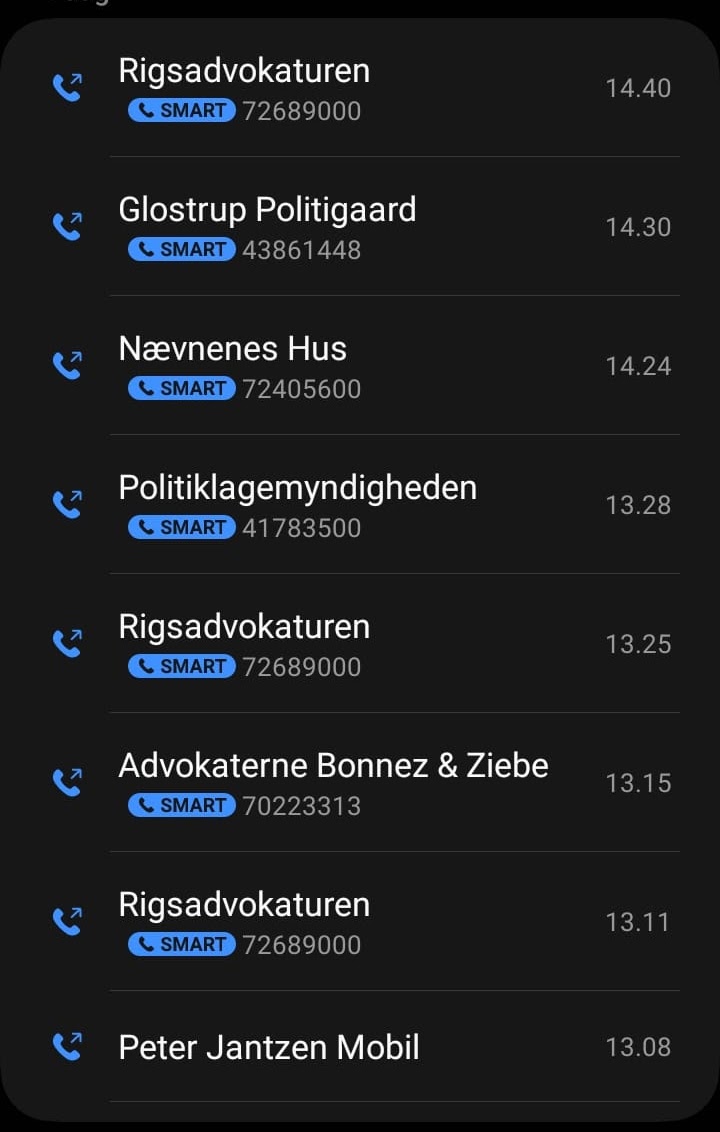 Rigsadvokaturen
SMART 72689000
14.40
Glostrup Politigaard
SMART 43861448
14.30
Nævnenes Hus
SMART 72405600
14.24
Politiklagemyndigheden
SMART 41783500
13.28
Rigsadvokaturen
SMART 72689000
13.25
Advokaterne Bonnez & Ziebe
SMART 70223313
13.15
Rigsadvokaturen
SMART 72689000
13.11
Peter Jantzen Mobil
13.08